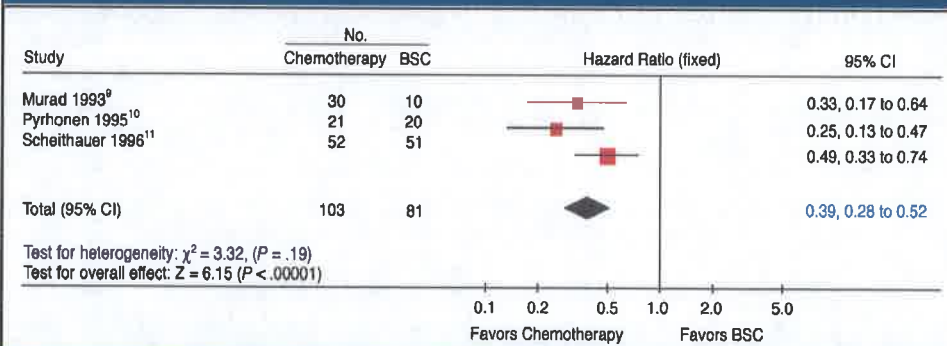 No.
Study Chemotherapy BSC Hazard Ratio (fixed) 95% CI
Murad 1993⁹ 30 10 0.33, 0.17 to 0.64
Pyrhonen 1995¹⁰ 21 20 0.25, 0.13 to 0.47
Scheithauer 1996¹¹ 52 51 0.49, 0.33 to 0.74
Total (95% CI) 103 81 0.39, 0.28 to 0.52
Test for heterogeneity: χ² = 3.32, (P = .19)
Test for overall effect: Z = 6.15 (P < .00001)
0.1 0.2 0.5 1.0 2.0 5.0
Favors Chemotherapy Favors BSC